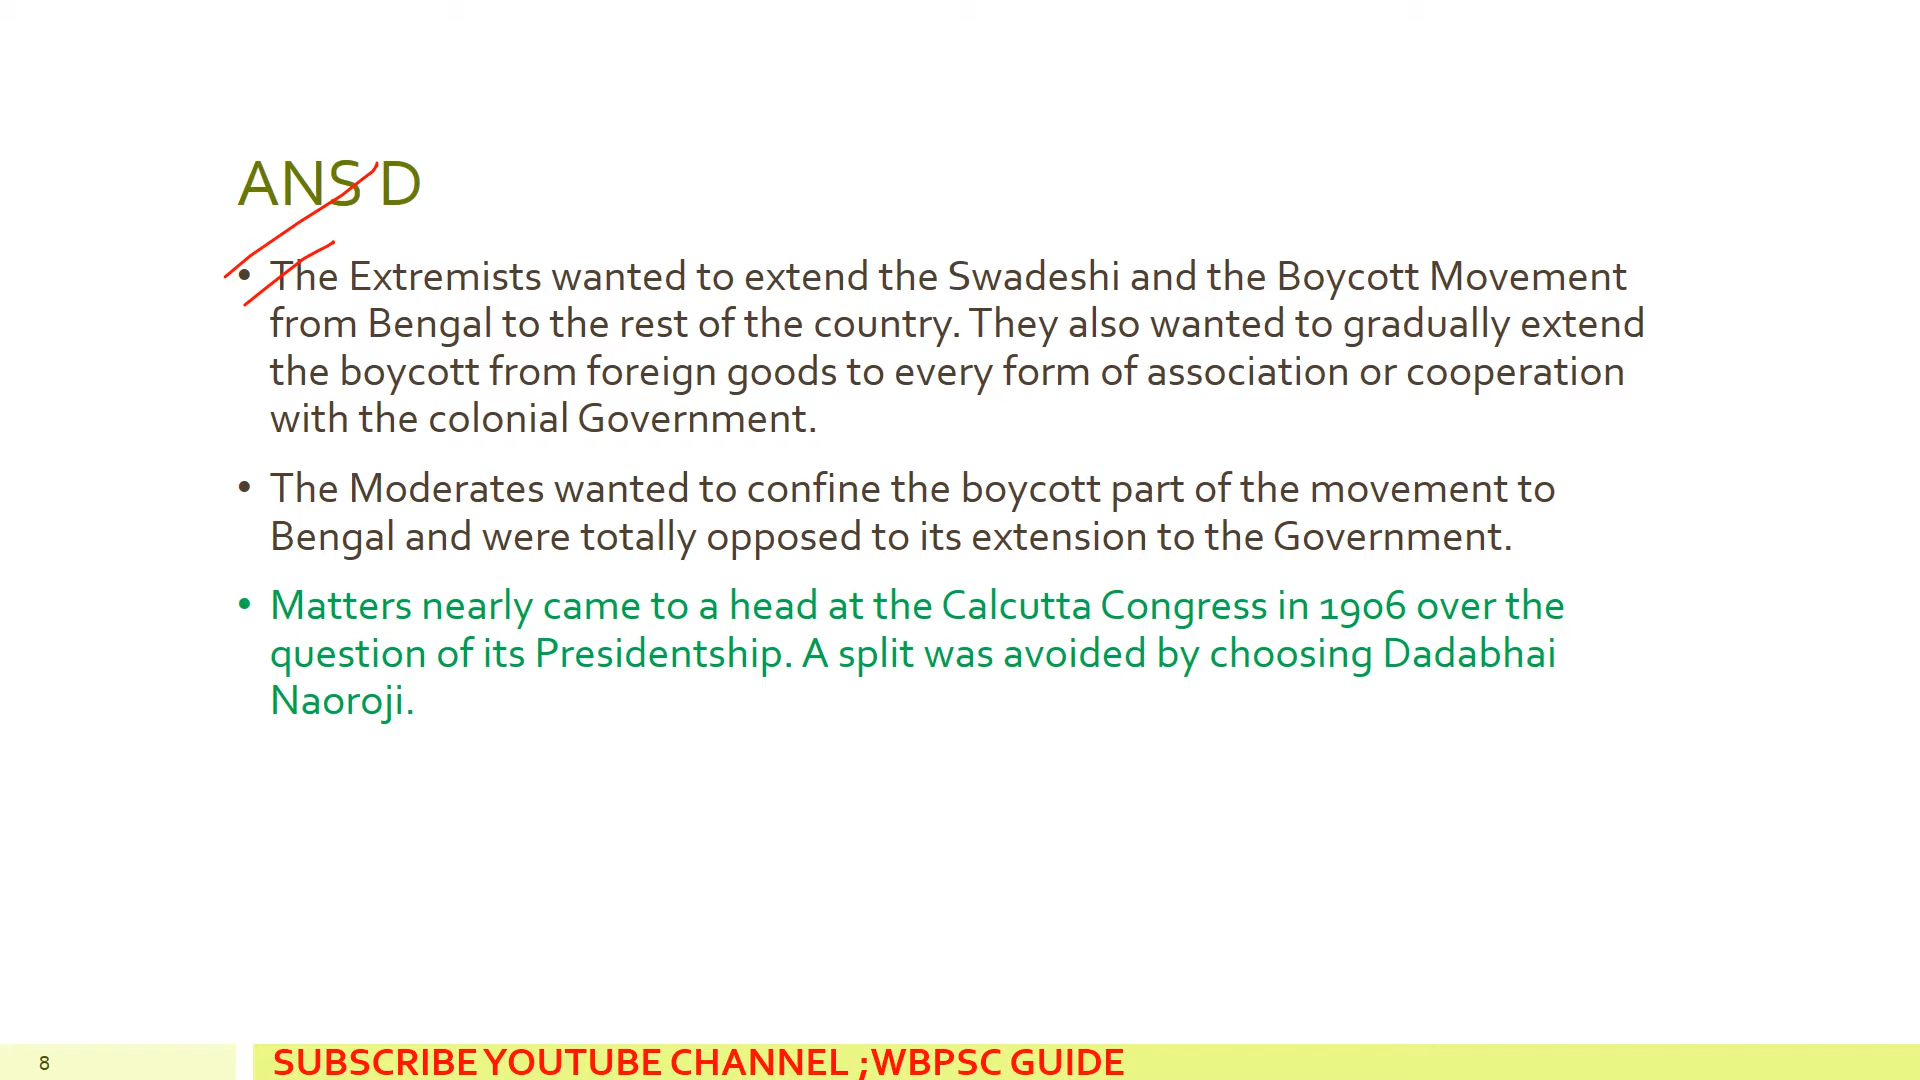 ANS D
• The Extremists wanted to extend the Swadeshi and the Boycott Movement
from Bengal to the rest of the country. They also wanted to gradually extend
the boycott from foreign goods to every form of association or cooperation
with the colonial Government.
• The Moderates wanted to confine the boycott part of the movement to
Bengal and were totally opposed to its extension to the Government.
• Matters nearly came to a head at the Calcutta Congress in 1906 over the
question of its Presidentship. A split was avoided by choosing Dadabhai
Naoroji.
8
SUBSCRIBE YOUTUBE CHANNEL ;WBPSC GUIDE